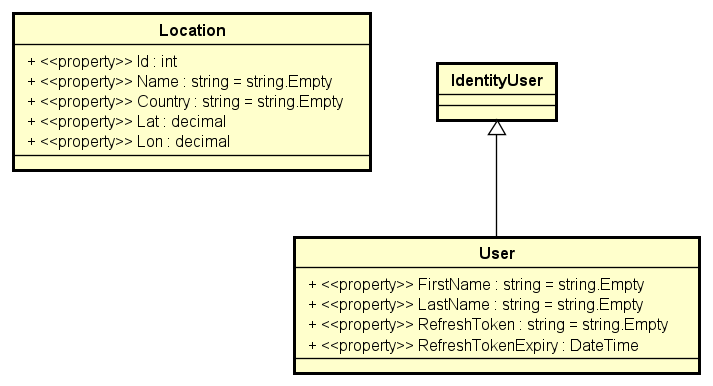 Location
+ <<property>> Id : int
+ <<property>> Name : string = string.Empty
+ <<property>> Country : string = string.Empty
+ <<property>> Lat : decimal
+ <<property>> Lon : decimal
IdentityUser
User
+ <<property>> FirstName : string = string.Empty
+ <<property>> LastName : string = string.Empty
+ <<property>> RefreshToken : string = string.Empty
+ <<property>> RefreshTokenExpiry : DateTime